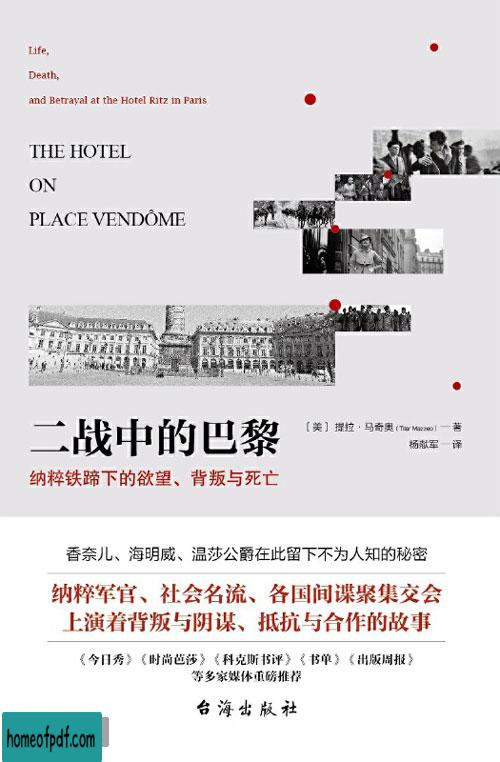 Life,
Death,
and Betrayal at the Hotel Ritz in Paris
THE HOTEL
ON
PLACE VENDÔME
二战中的巴黎
[美] 提拉·马奇奥 (Tilar Mazzeo) —著
杨献军—译
纳粹铁蹄下的欲望、背叛与死亡
香奈儿、海明威、温莎公爵在此留下不为人知的秘密
纳粹军官、社会名流、各国间谍聚集交会
上演着背叛与阴谋、抵抗与合作的故事
《今日秀》《时尚芭莎》《科克斯书评》《书单》《出版周报》
等多家媒体重磅推荐
台海出版社
homeofpdf.com